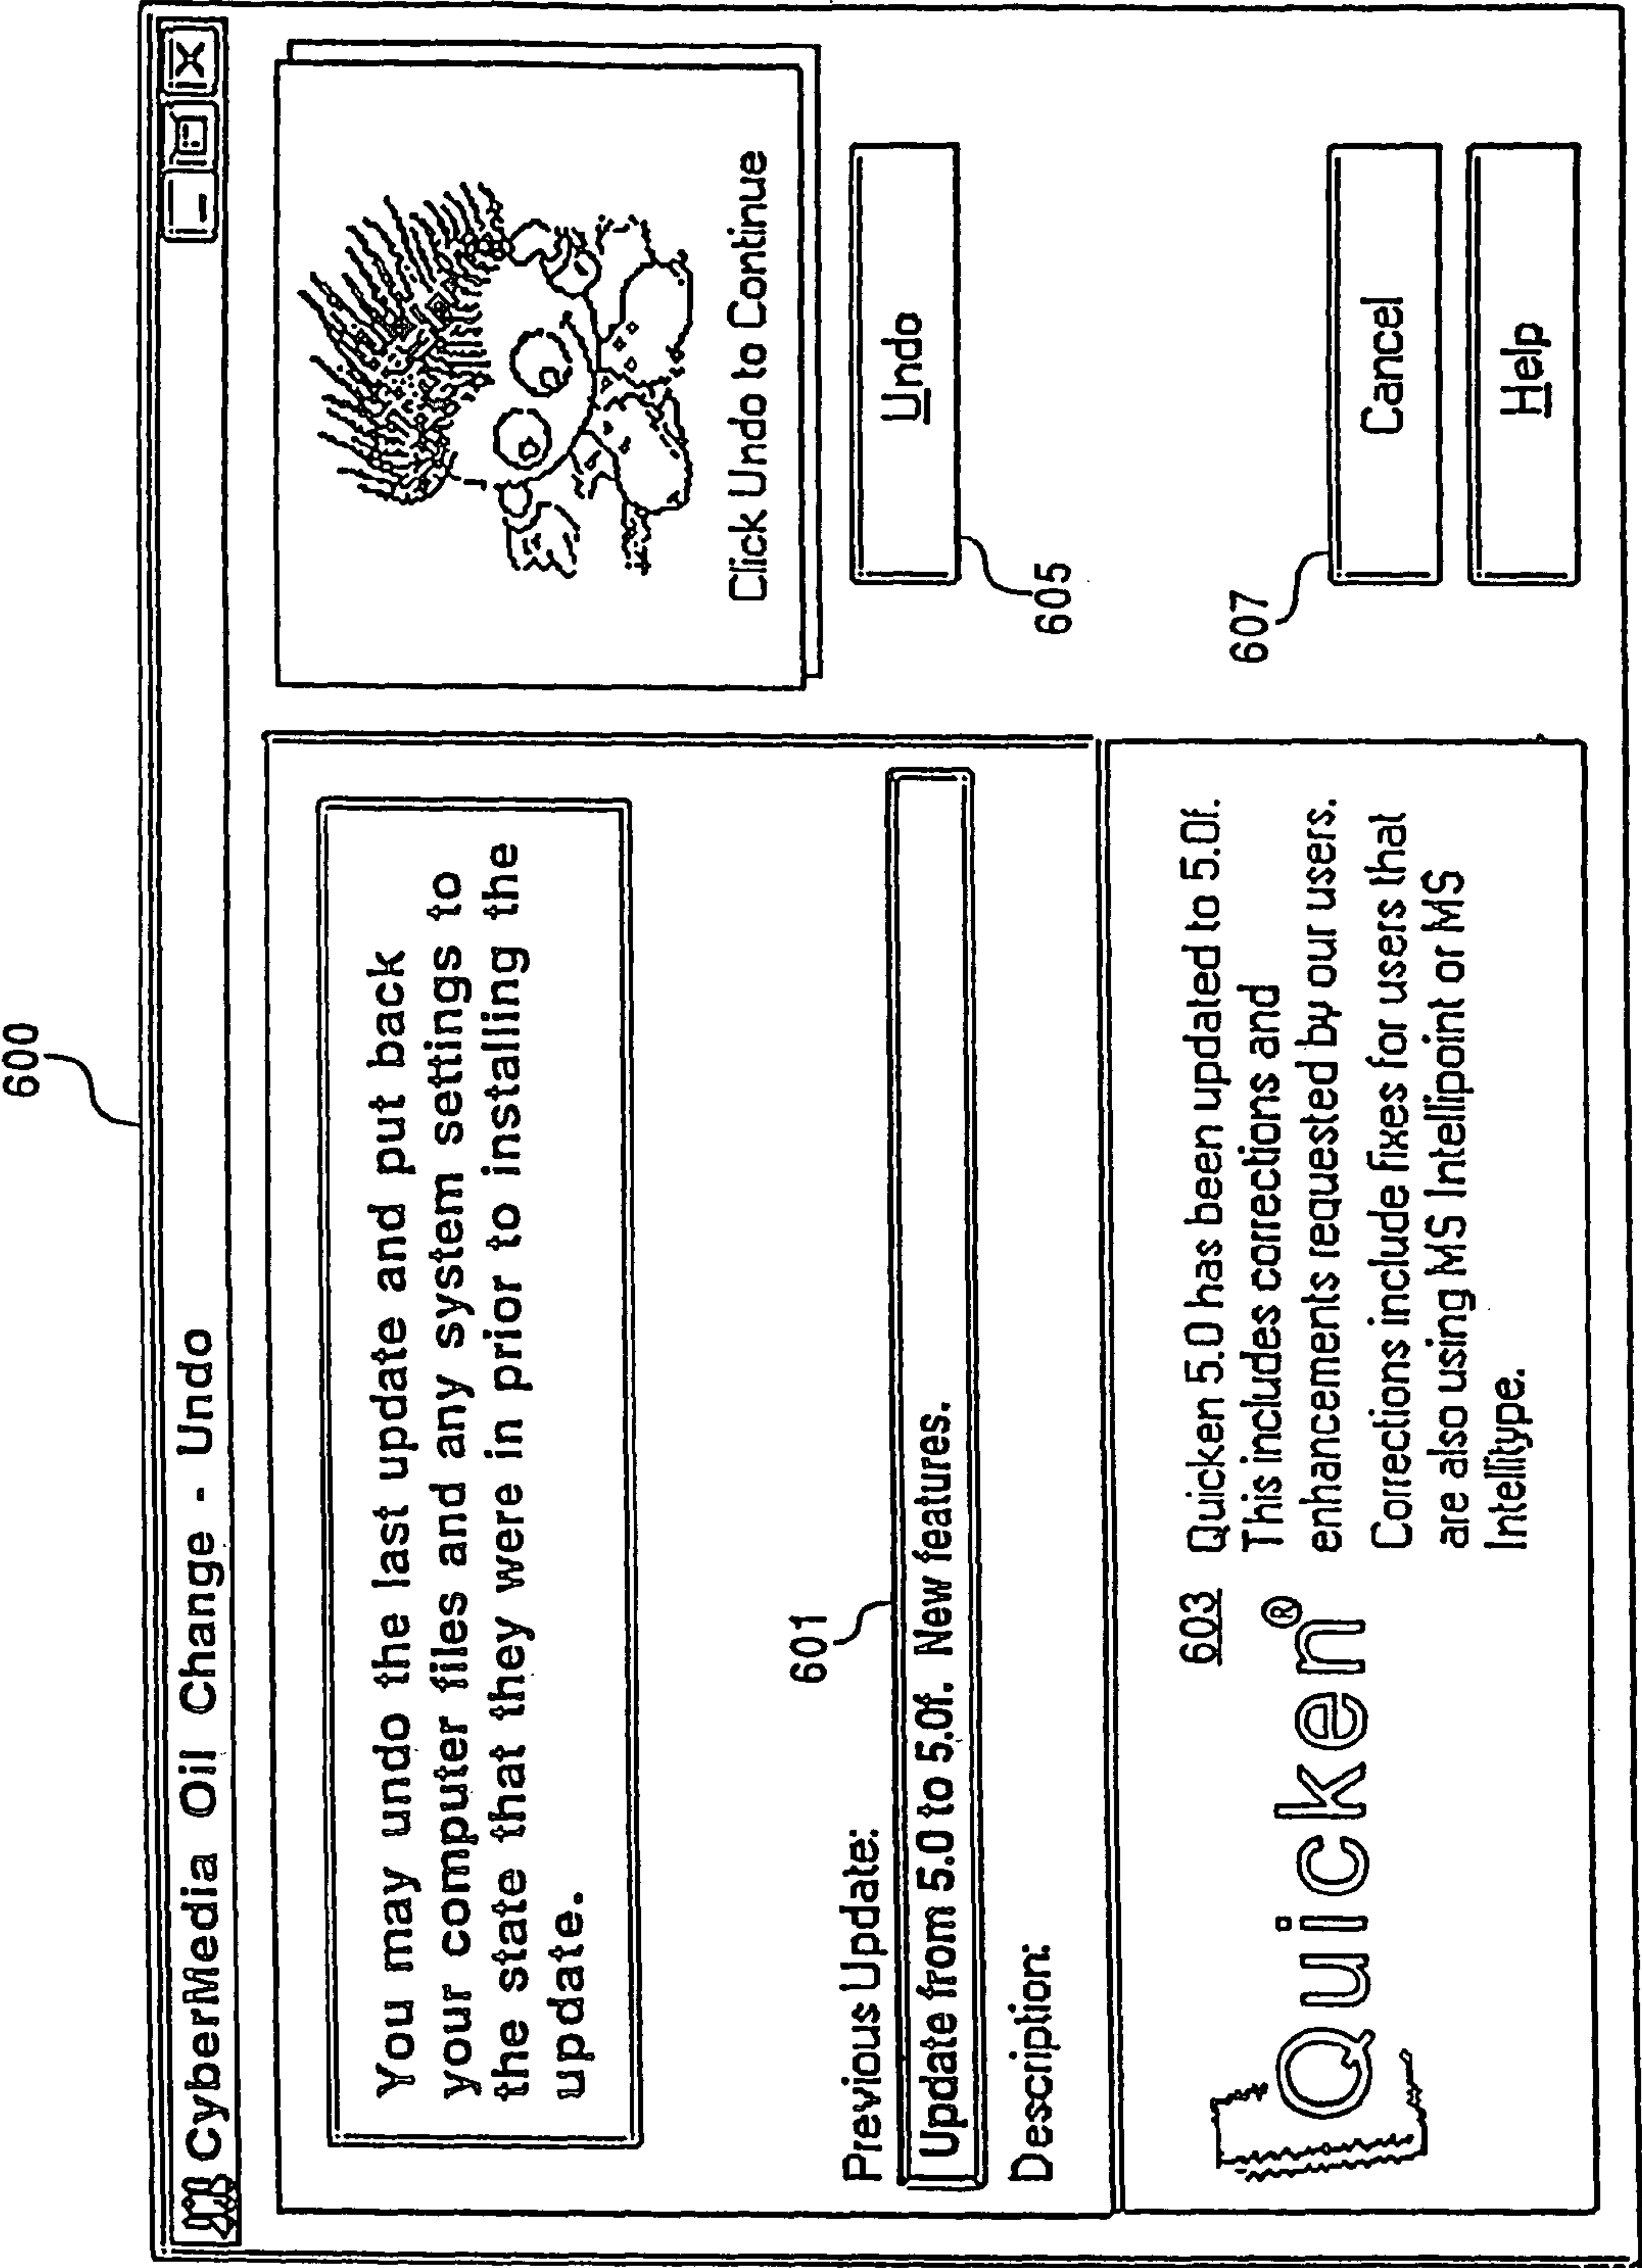 600
CyberMedia Oil Change - Undo
You may undo the last update and put back
your computer files and any system settings to
the state that they were in prior to installing the
update.
Click Undo to Continue
601
Previous Update:
Update from 5.0 to 5.0f. New features.
Undo
605
Description:
603
Quicken®
Quicken 5.0 has been updated to 5.0f.
This includes corrections and
enhancements requested by our users.
Corrections include fixes for users that
are also using MS Intellipoint or MS
Intellitype.
607
Cancel
Help